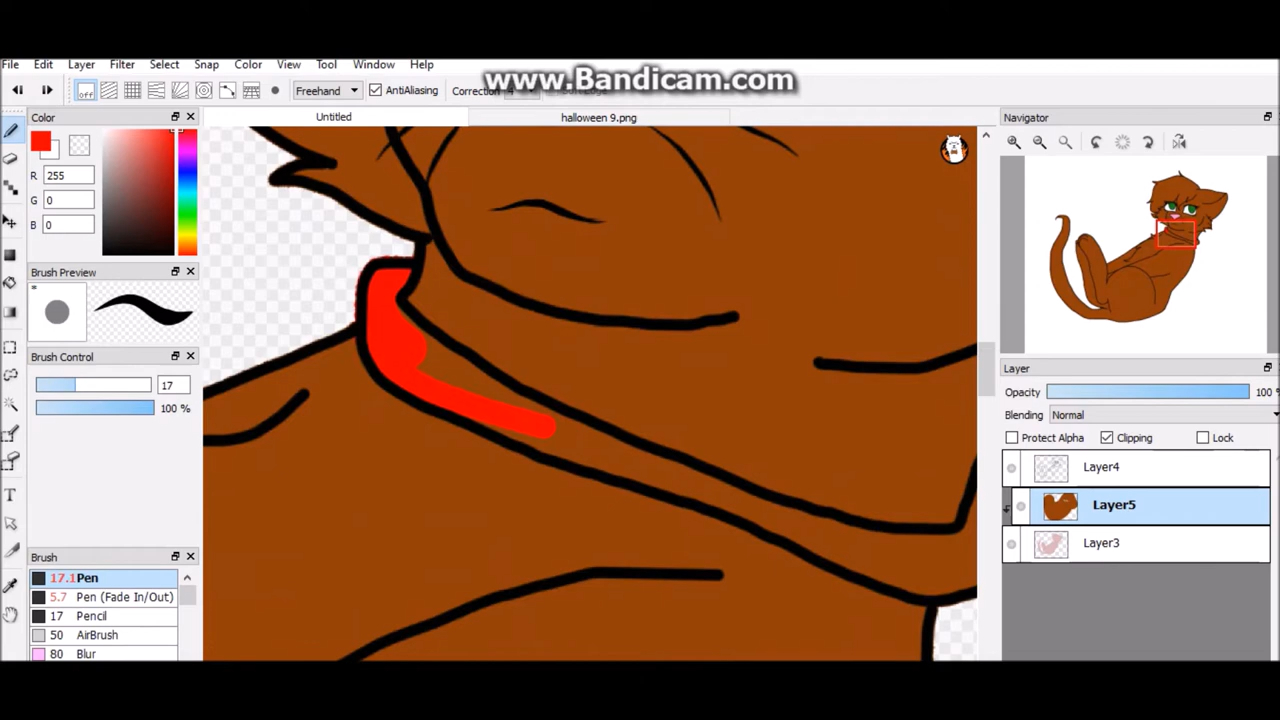 File Edit Layer Filter Select Snap Color View Tool Window Help
www.Bandicam.com
off Freehand AntiAliasing Correction 4
Color
Untitled halloween 9.png
Navigator
R 255
G 0
B 0
Brush Preview
*
Brush Control
17
100 %
Layer
Opacity 100 %
Blending Normal
Protect Alpha Clipping Lock
Layer4
Layer5
Layer3
Brush
17.1 Pen
5.7 Pen (Fade In/Out)
17 Pencil
50 AirBrush
80 Blur
T